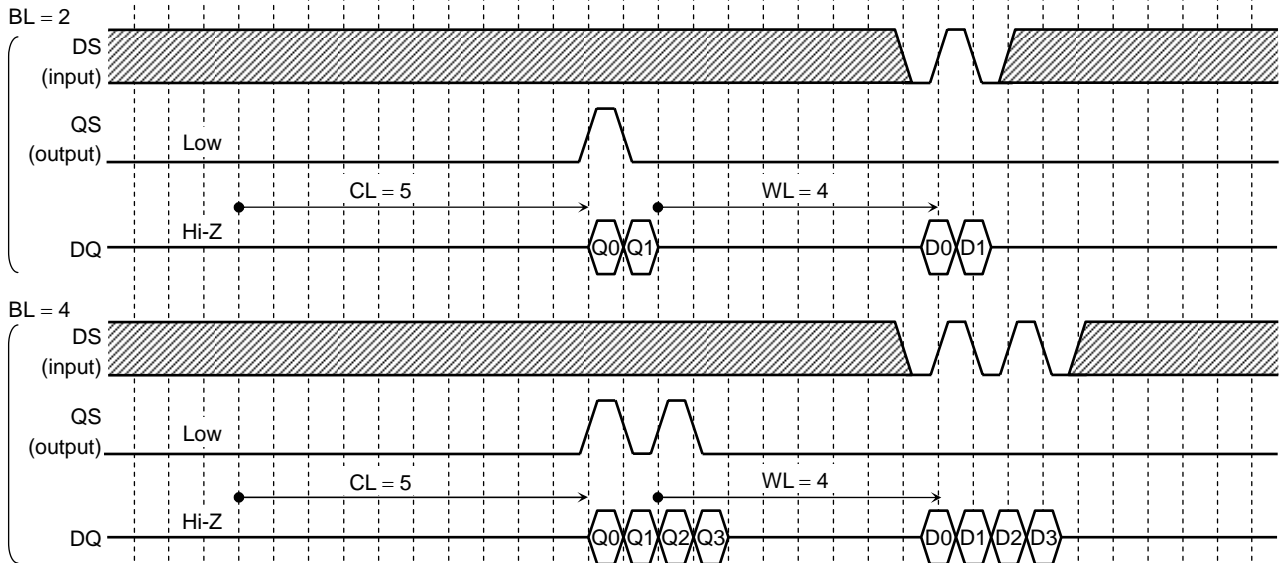 BL = 2
DS
(input)
QS
(output)
Low
CL = 5
WL = 4
Hi-Z
DQ
Q0 Q1 D0 D1
BL = 4
DS
(input)
QS
(output)
Low
CL = 5
WL = 4
Hi-Z
DQ
Q0 Q1 Q2 Q3 D0 D1 D2 D3